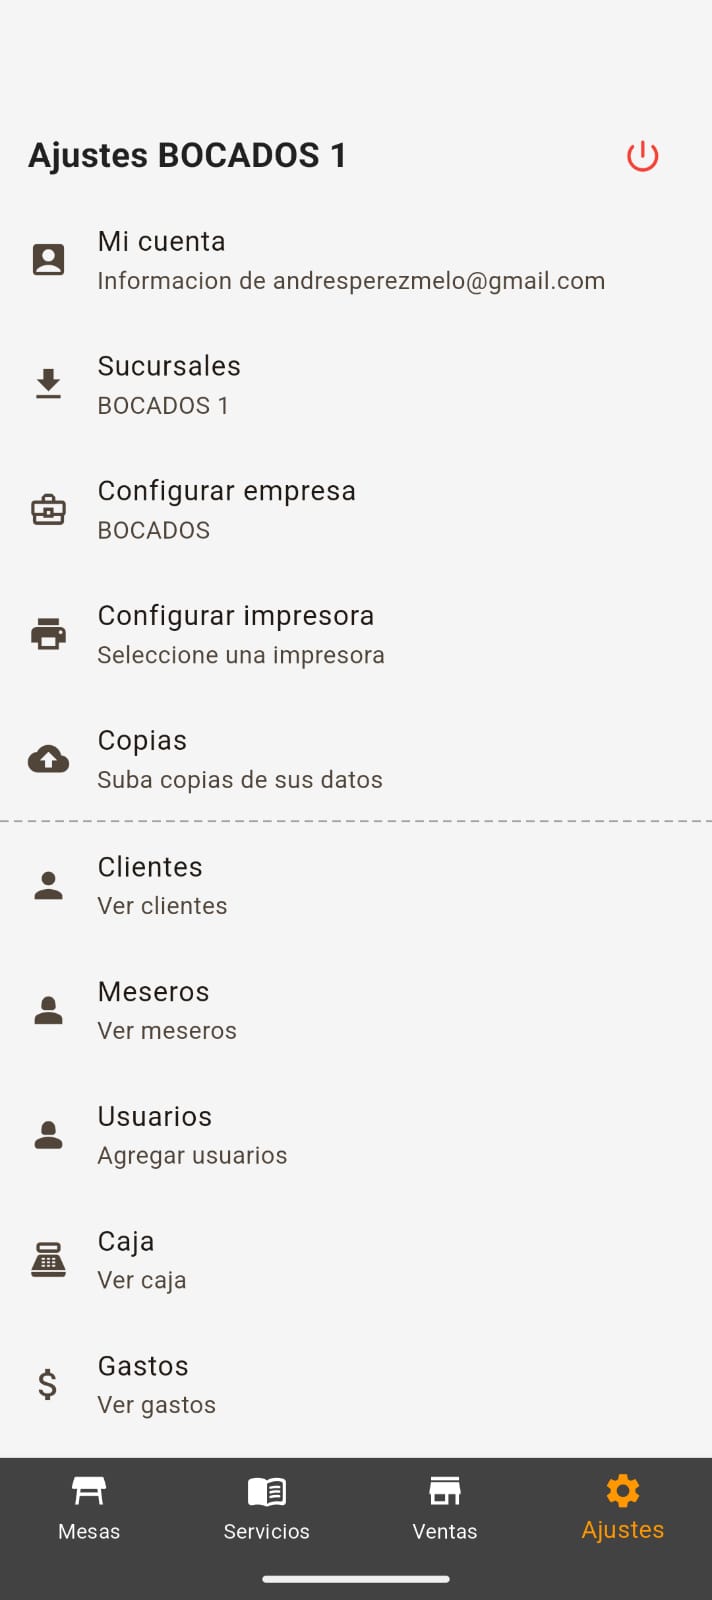 Ajustes BOCADOS 1
Mi cuenta
Informacion de andresperezmelo@gmail.com
Sucursales
BOCADOS 1
Configurar empresa
BOCADOS
Configurar impresora
Seleccione una impresora
Copias
Suba copias de sus datos
Clientes
Ver clientes
Meseros
Ver meseros
Usuarios
Agregar usuarios
Caja
Ver caja
Gastos
Ver gastos
Mesas
Servicios
Ventas
Ajustes